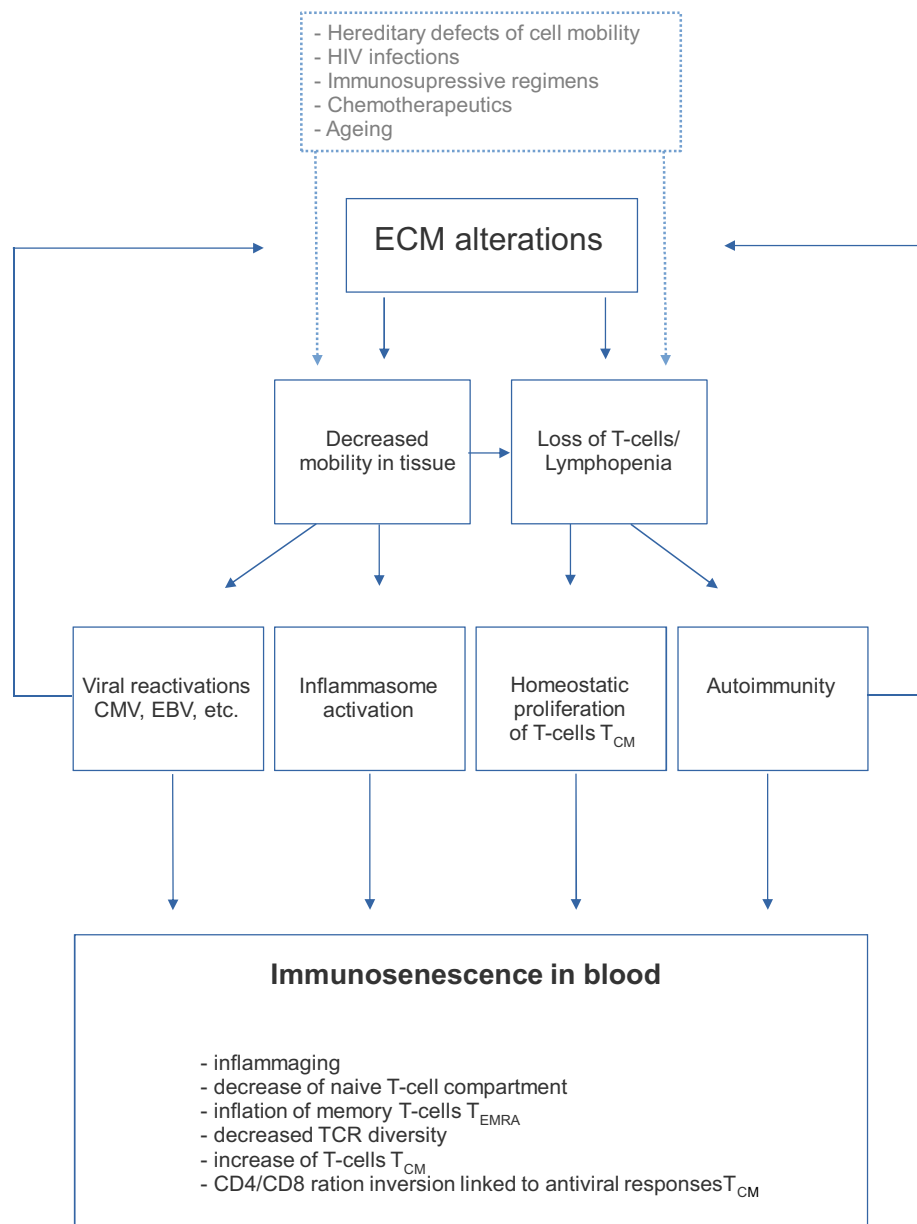 - Hereditary defects of cell mobility
- HIV infections
- Immunosupressive regimens
- Chemotherapeutics
- Ageing
ECM alterations
Decreased
mobility in tissue
Loss of T-cells/
Lymphopenia
Viral reactivations
CMV, EBV, etc.
Inflammasome
activation
Homeostatic
proliferation
of T-cells TCM
Autoimmunity
Immunosenescence in blood
- inflammaging
- decrease of naive T-cell compartment
- inflation of memory T-cells TEMRA
- decreased TCR diversity
- increase of T-cells TCM
- CD4/CD8 ration inversion linked to antiviral responsesTCM